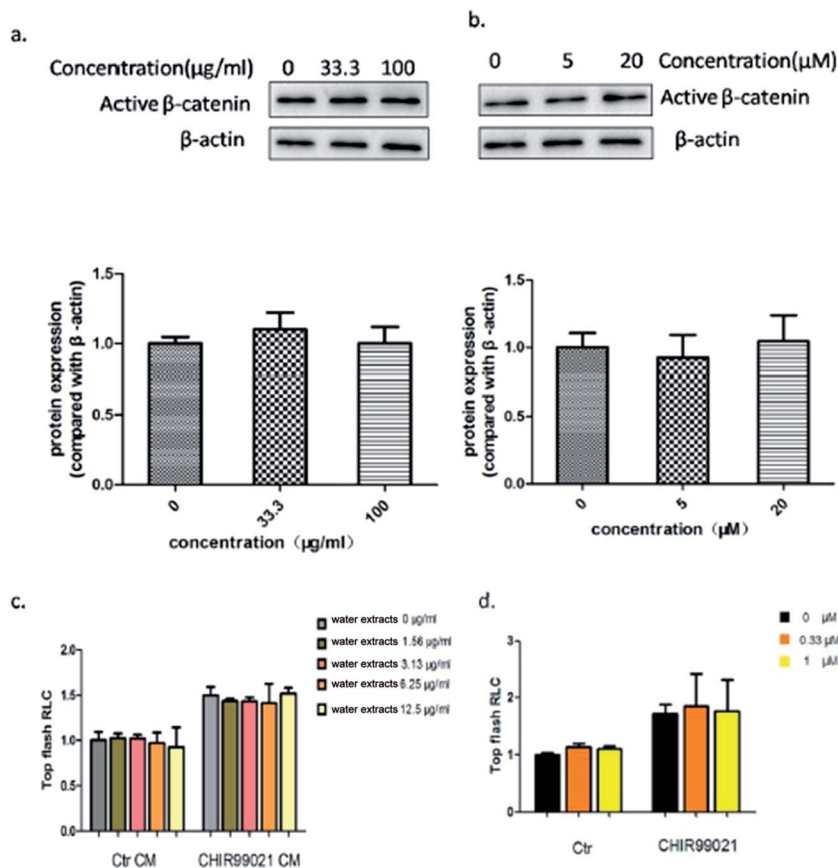 a.
Concentration(µg/ml) 0 33.3 100
Active β-catenin
β-actin
protein expression
(compared with β -actin)
1.5
1.0
0.5
0.0
0 33.3 100
concentration (µg/ml)
b.
0 5 20 Concentration(µM)
Active β-catenin
β-actin
protein expression
(compared with β -actin)
1.5
1.0
0.5
0.0
0 5 20
concentration (µM)
c.
Top flash RLC
2.0
1.5
1.0
0.5
0.0
Ctr CM CHIR99021 CM
water extracts 0 µg/ml
water extracts 1.56 µg/ml
water extracts 3.13 µg/ml
water extracts 6.25 µg/ml
water extracts 12.5 µg/ml
d.
Top flash RLC
3
2
1
0
Ctr CHIR99021
0 µM
0.33 µM
1 µM